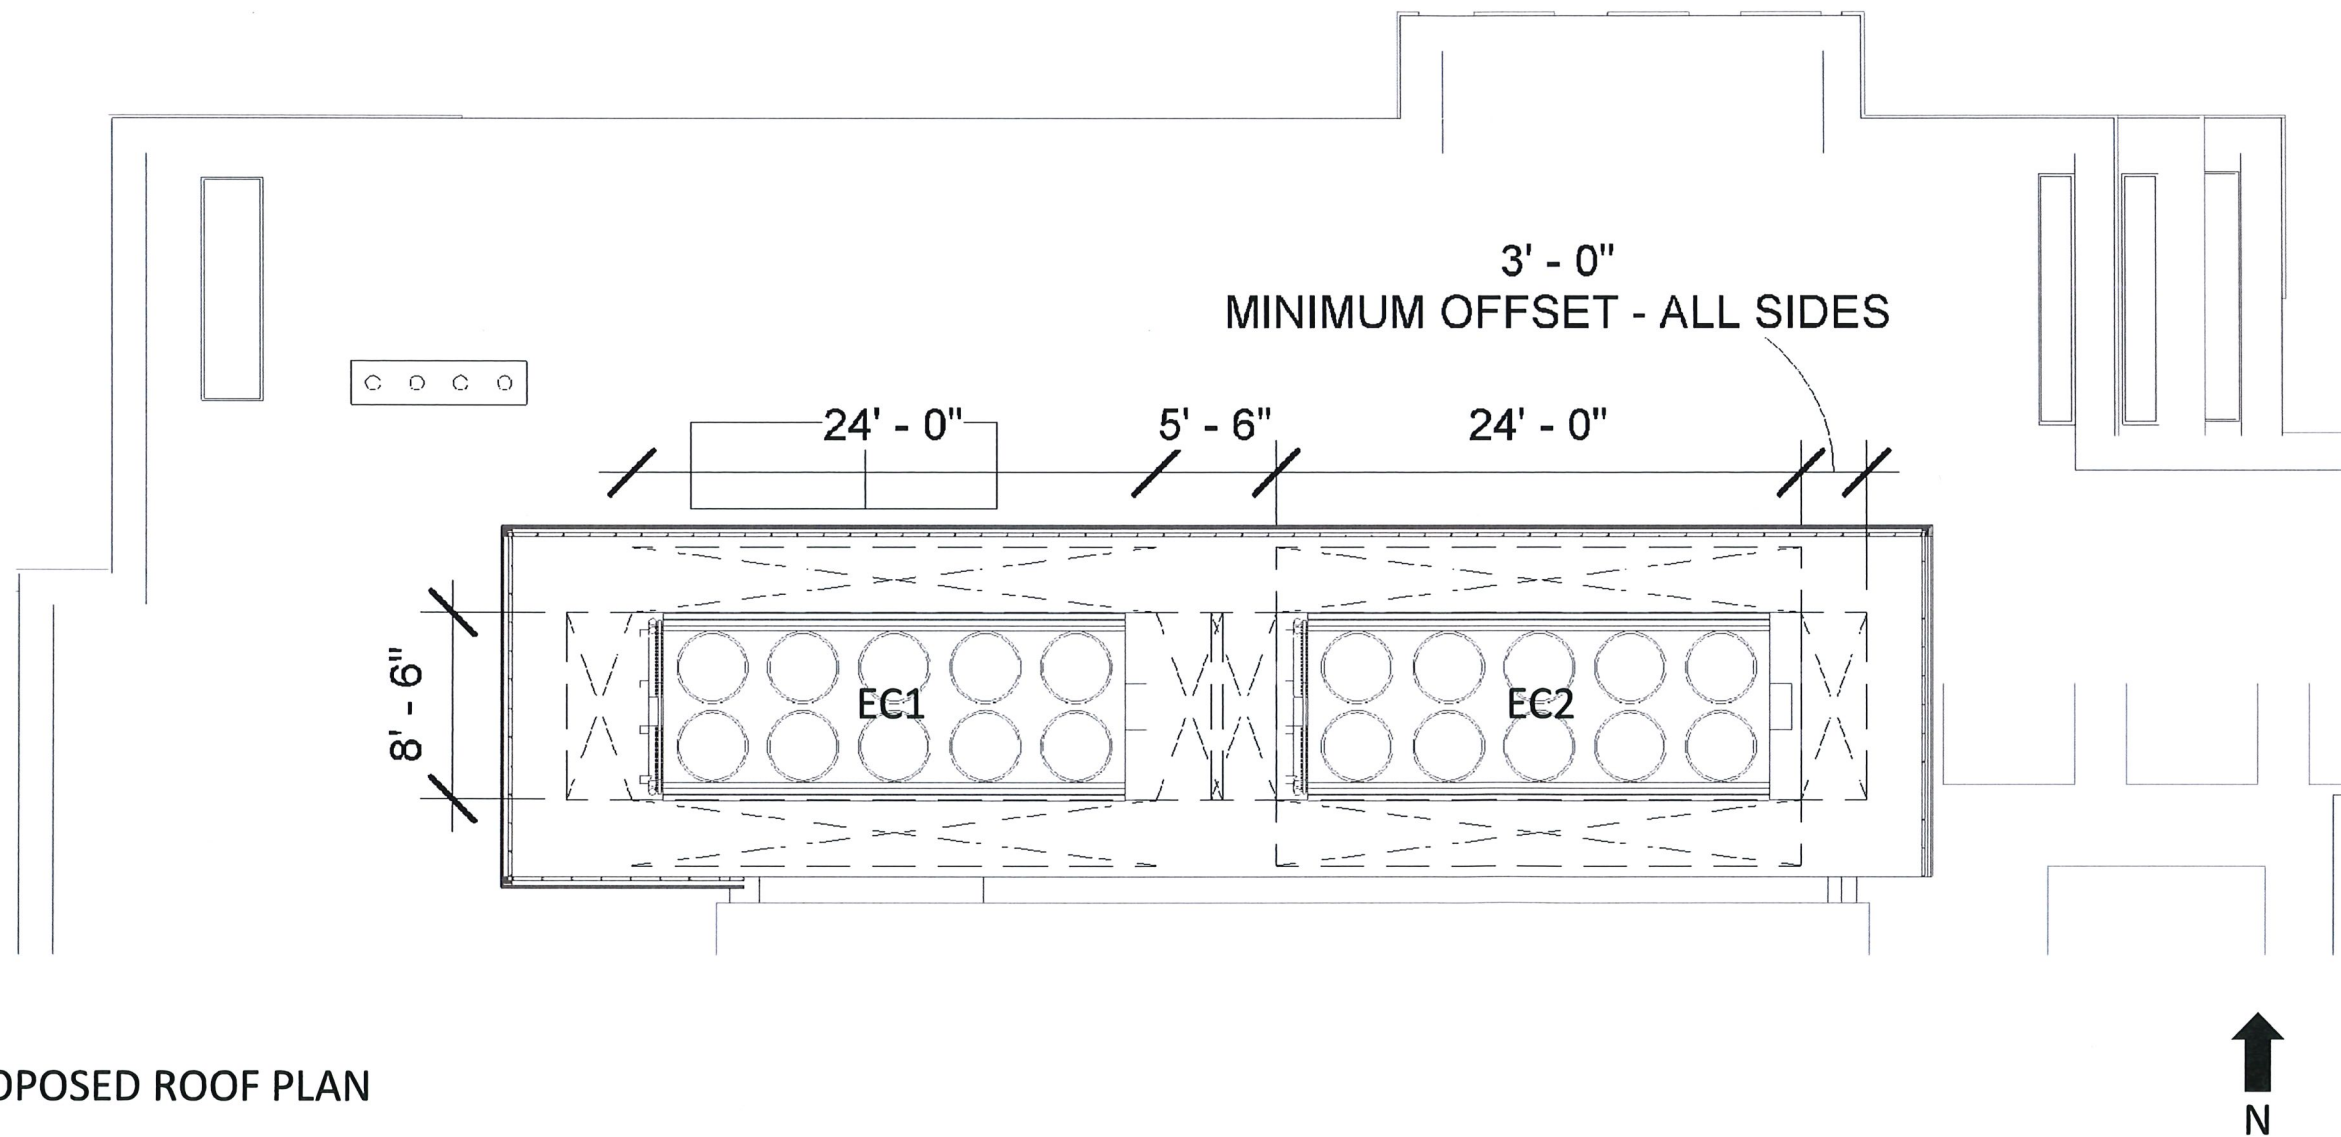 3' - 0"
MINIMUM OFFSET - ALL SIDES
24' - 0"
5' - 6"
24' - 0"
8' - 6"
EC1
EC2
OPOSED ROOF PLAN
N